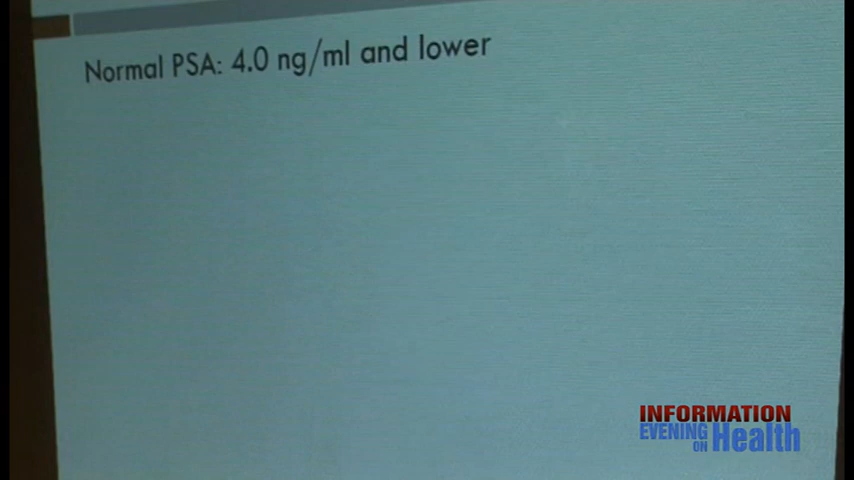 Normal PSA: 4.0 ng/ml and lower
INFORMATION
EVENING
ON
Health